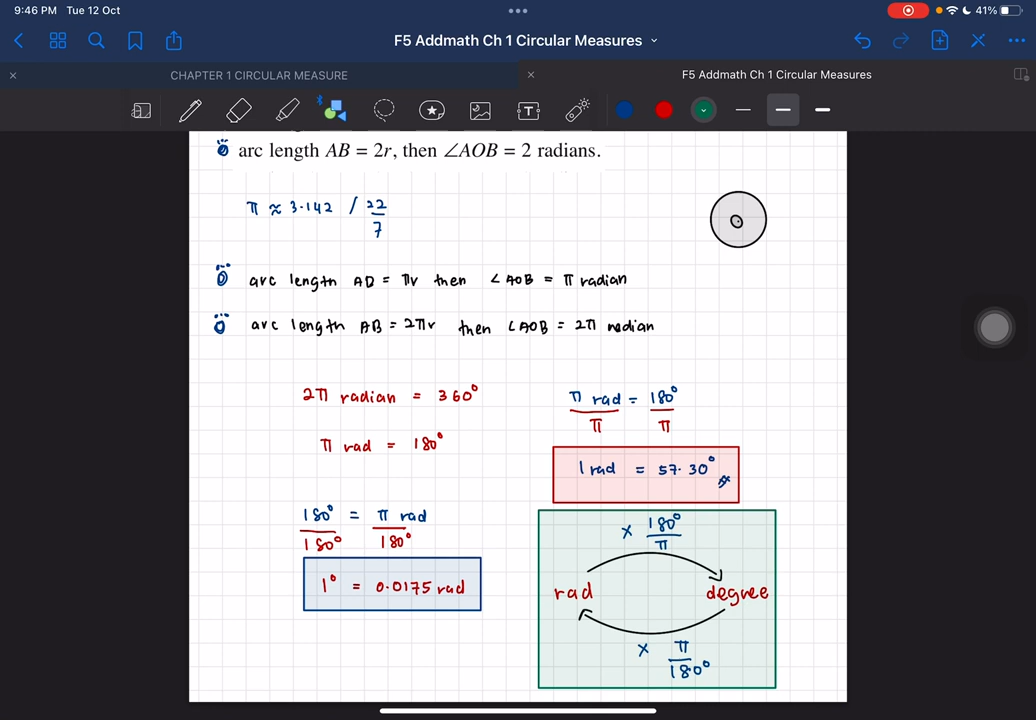 9:46 PM Tue 12 Oct
41%
F5 Addmath Ch 1 Circular Measures
CHAPTER 1 CIRCULAR MEASURE
F5 Addmath Ch 1 Circular Measures
arc length AB = 2r, then ∠AOB = 2 radians.
π ≈ 3.142 / 22/7
arc length AD = πr then ∠AOB = π radian
arc length AB = 2πr then ∠AOB = 2π radian
2π radian = 360°
π rad = 180°
180°/180° = π rad/180°
1° = 0.0175 rad
π rad/π = 180°/π
1 rad = 57.30°
× 180°/π
rad degree
× π/180°